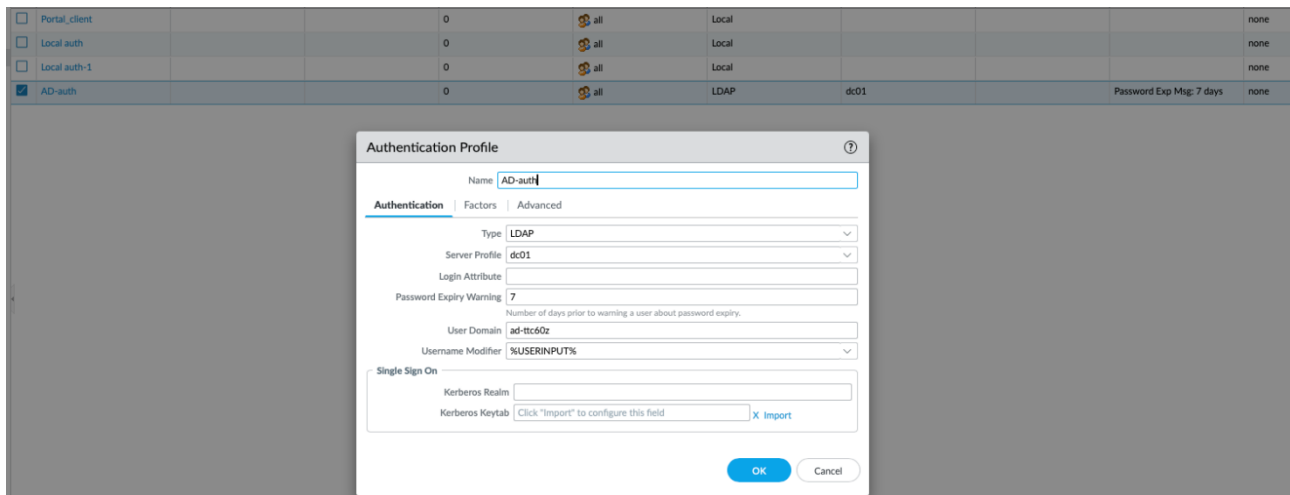 Portal_client 0 all Local none
Local auth 0 all Local none
Local auth-1 0 all Local none
AD-auth 0 all LDAP dc01 Password Exp Msg: 7 days none
Authentication Profile
Name AD-auth
Authentication | Factors | Advanced
Type LDAP
Server Profile dc01
Login Attribute
Password Expiry Warning 7
Number of days prior to warning a user about password expiry.
User Domain ad-ttc60z
Username Modifier %USERINPUT%
Single Sign On
Kerberos Realm
Kerberos Keytab Click "Import" to configure this field X Import
OK Cancel